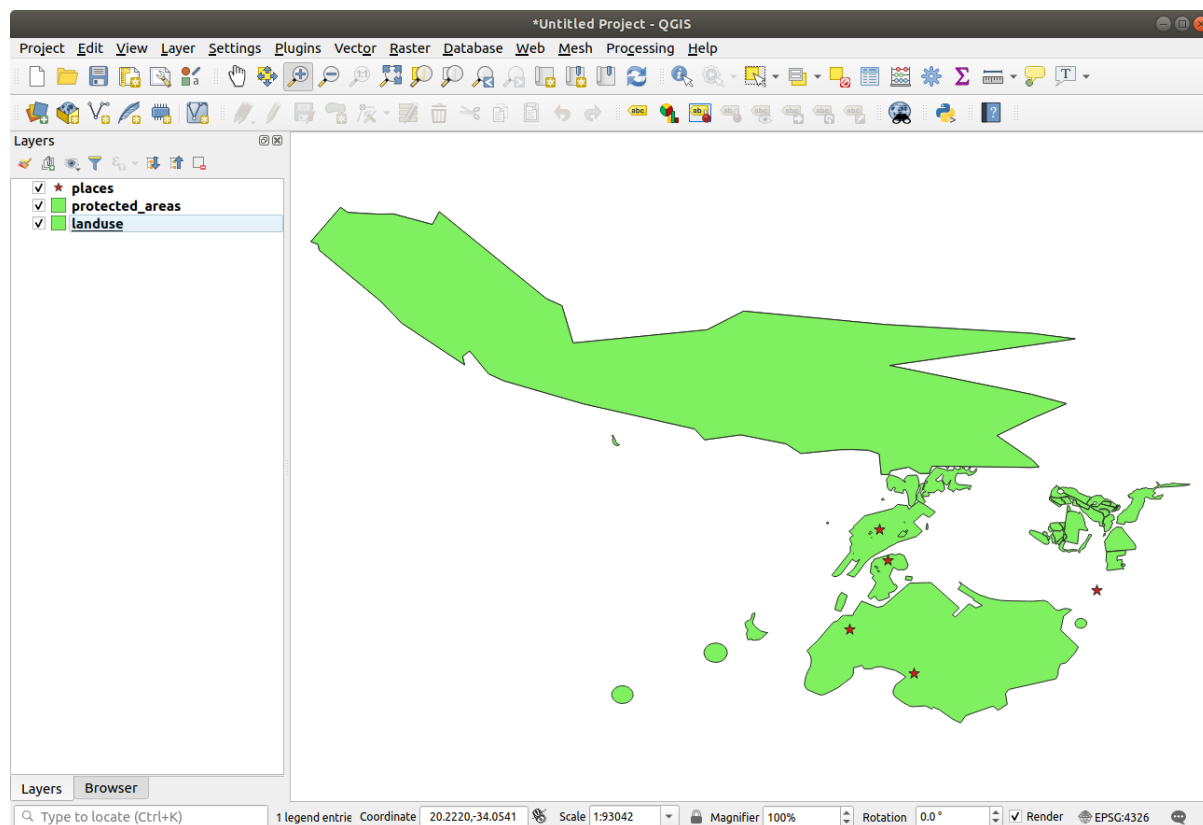 *Untitled Project - QGIS
Project Edit View Layer Settings Plugins Vector Raster Database Web Mesh Processing Help
Layers
places
protected_areas
landuse
Layers Browser
Type to locate (Ctrl+K) 1 legend entrie Coordinate 20.2220,-34.0541 Scale 1:93042 Magnifier 100% Rotation 0.0 ° Render EPSG:4326